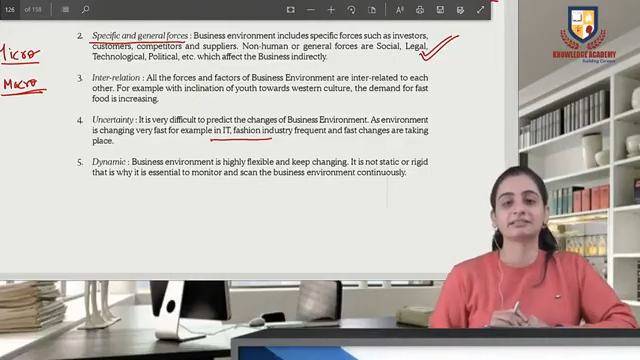 126 of 158
2. Specific and general forces : Business environment includes specific forces such as investors,
customers, competitors and suppliers. Non-human or general forces are Social, Legal,
Technological, Political, etc. which affect the Business indirectly.
3. Inter-relation : All the forces and factors of Business Environment are inter-related to each
other. For example with inclination of youth towards western culture, the demand for fast
food is increasing.
4. Uncertainty : It is very difficult to predict the changes of Business Environment. As environment
is changing very fast for example in IT, fashion industry frequent and fast changes are taking
place.
5. Dynamic : Business environment is highly flexible and keep changing. It is not static or rigid
that is why it is essential to monitor and scan the business environment continuously.
Micro
Macro
KNOWLEDGE ACADEMY
Building Careers